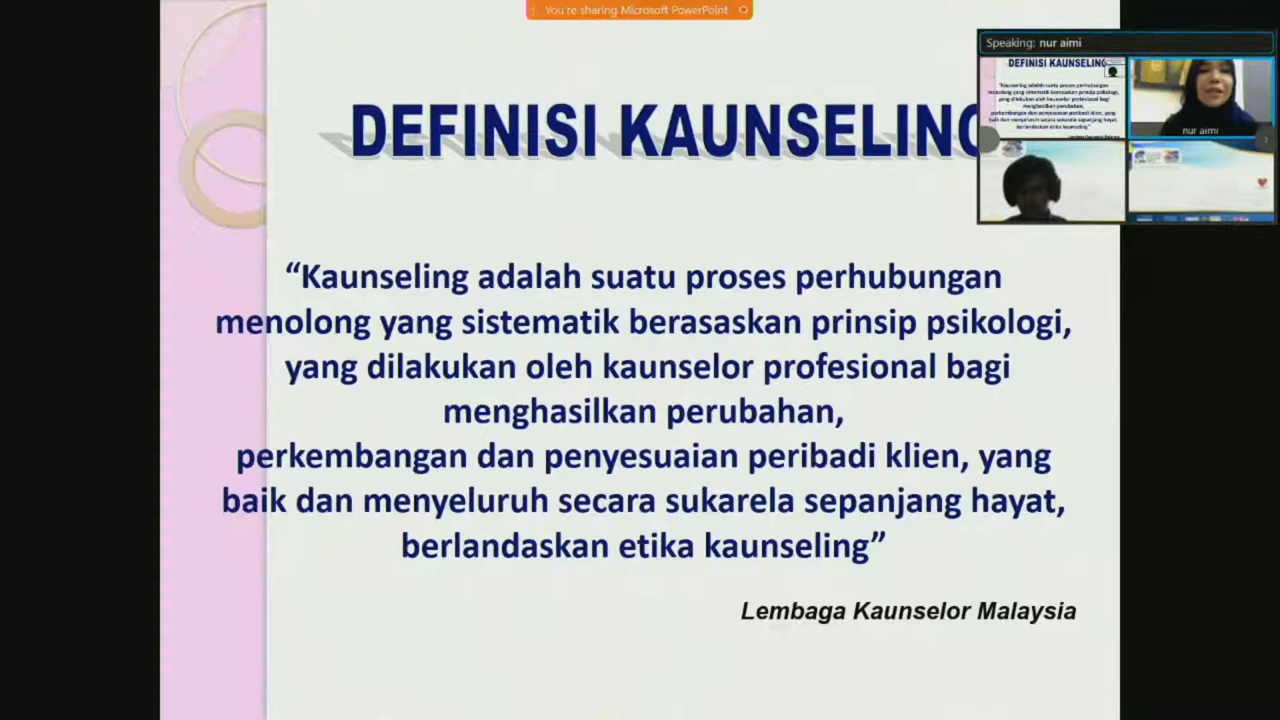 You're sharing Microsoft PowerPoint
Speaking: nur aimi
DEFINISI KAUNSELING
nur aimi
DEFINISI KAUNSELING
“Kaunseling adalah suatu proses perhubungan
menolong yang sistematik berasaskan prinsip psikologi,
yang dilakukan oleh kaunselor profesional bagi
menghasilkan perubahan,
perkembangan dan penyesuaian peribadi klien, yang
baik dan menyeluruh secara sukarela sepanjang hayat,
berlandaskan etika kaunseling”
Lembaga Kaunselor Malaysia